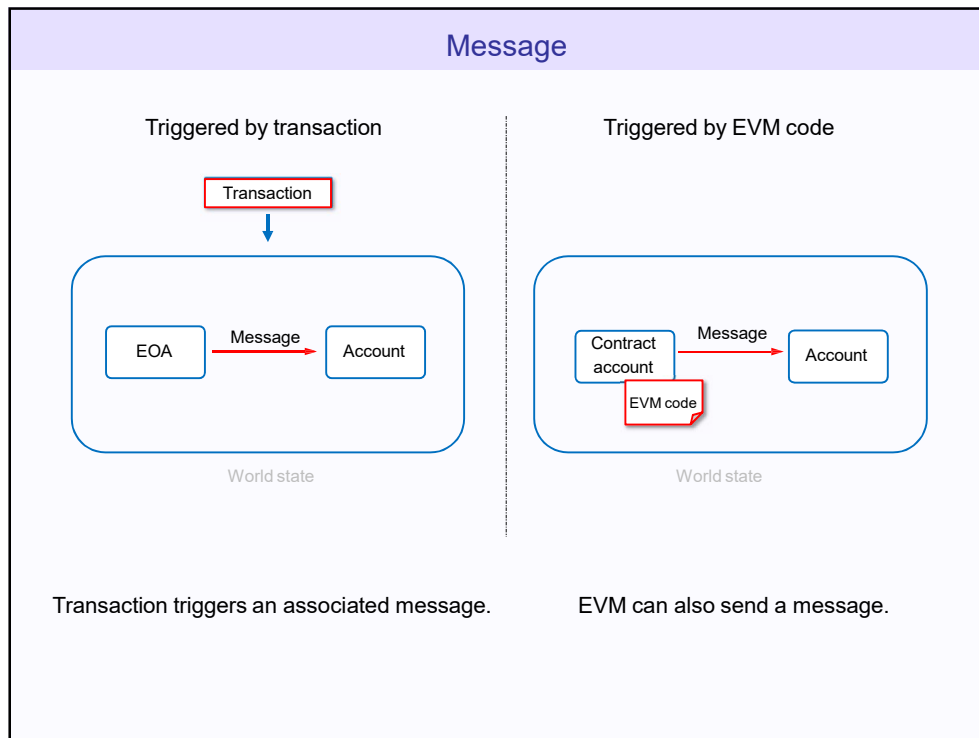 Message
Triggered by transaction
Transaction
EOA
Message
Account
World state
Transaction triggers an associated message.
Triggered by EVM code
Contract
account
EVM code
Message
Account
World state
EVM can also send a message.